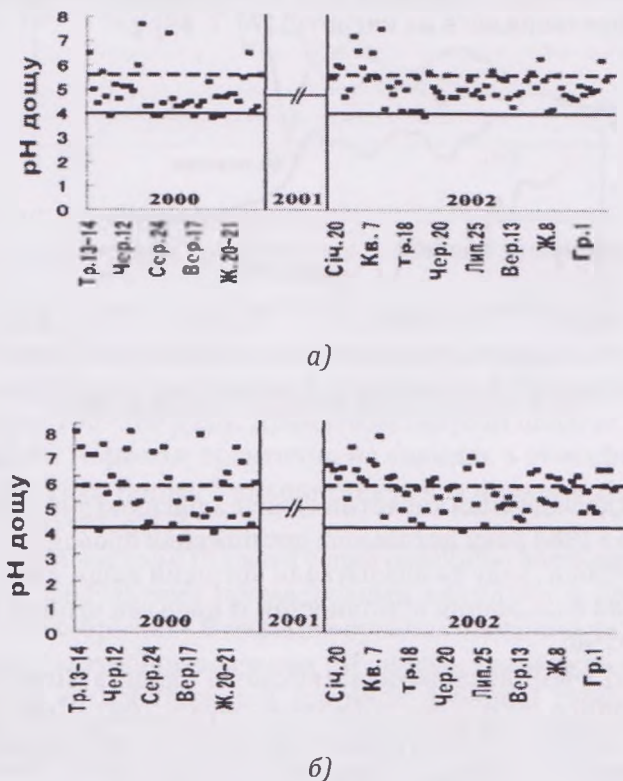 8
7
6
5
4
3
2
1
0
pH дощу
2000
2001
2002
Тр.13-14
Чер.12
Сер.24
Вер.17
Ж.20-21
Січ.20
Кв. 7
Тр.18
Чер.20
Лип.25
Вер.13
Ж.8
Гр.1
а)
8
7
6
5
4
3
2
1
0
pH дощу
2000
2001
2002
Тр.13-14
Чер.12
Сер.24
Вер.17
Ж.20-21
Січ.20
Кв. 7
Тр.18
Чер.20
Лип.25
Вер.13
Ж.8
Гр.1
б)